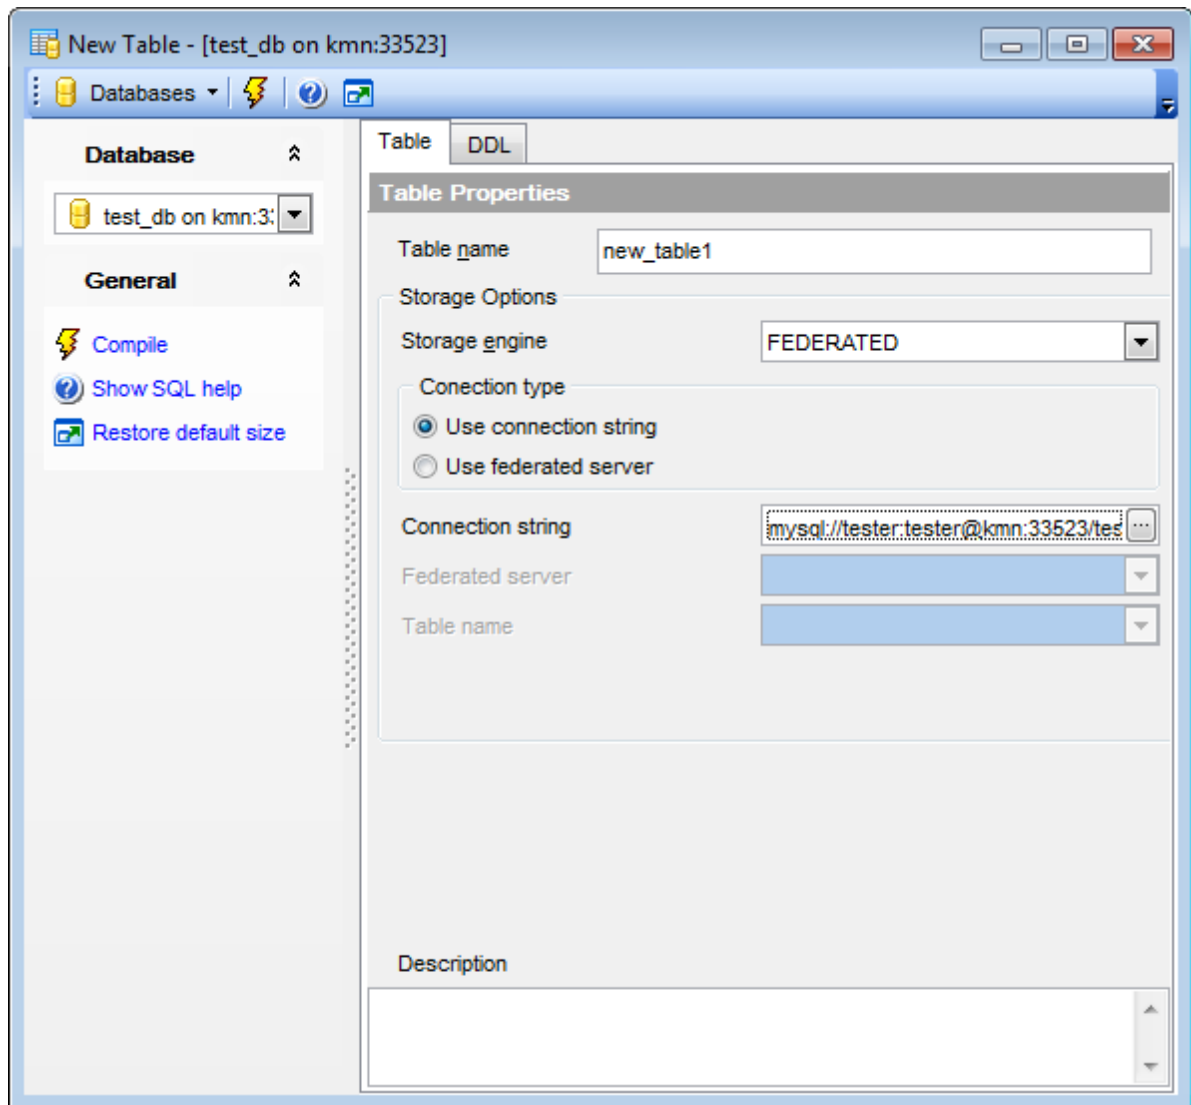 New Table - [test_db on kmn:33523]
Databases
Database
test_db on kmn:3
General
Compile
Show SQL help
Restore default size
Table DDL
Table Properties
Table name new_table1
Storage Options
Storage engine FEDERATED
Conection type
Use connection string
Use federated server
Connection string mysql://tester:tester@kmn:33523/tes ...
Federated server
Table name
Description